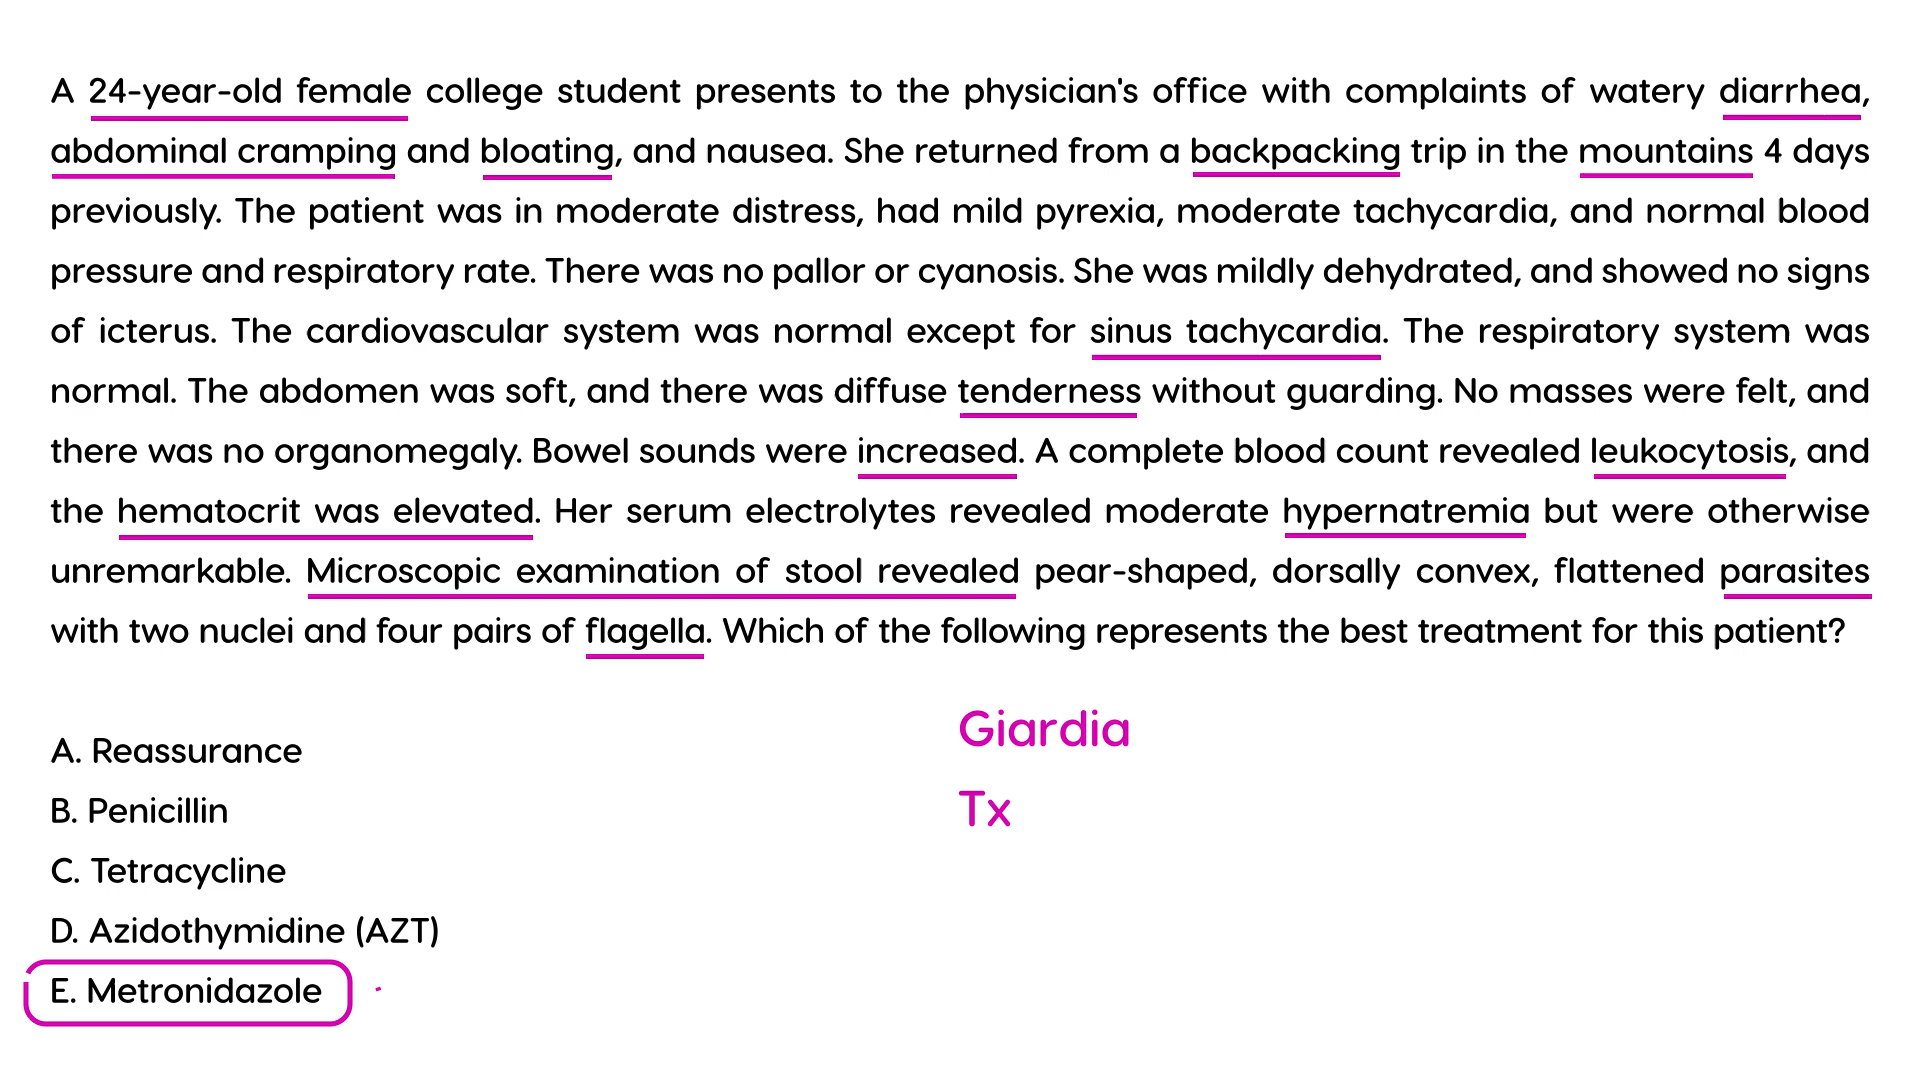 A 24-year-old female college student presents to the physician's office with complaints of watery diarrhea,
abdominal cramping and bloating, and nausea. She returned from a backpacking trip in the mountains 4 days
previously. The patient was in moderate distress, had mild pyrexia, moderate tachycardia, and normal blood
pressure and respiratory rate. There was no pallor or cyanosis. She was mildly dehydrated, and showed no signs
of icterus. The cardiovascular system was normal except for sinus tachycardia. The respiratory system was
normal. The abdomen was soft, and there was diffuse tenderness without guarding. No masses were felt, and
there was no organomegaly. Bowel sounds were increased. A complete blood count revealed leukocytosis, and
the hematocrit was elevated. Her serum electrolytes revealed moderate hypernatremia but were otherwise
unremarkable. Microscopic examination of stool revealed pear-shaped, dorsally convex, flattened parasites
with two nuclei and four pairs of flagella. Which of the following represents the best treatment for this patient?
A. Reassurance
B. Penicillin
C. Tetracycline
D. Azidothymidine (AZT)
E. Metronidazole
Giardia
Tx